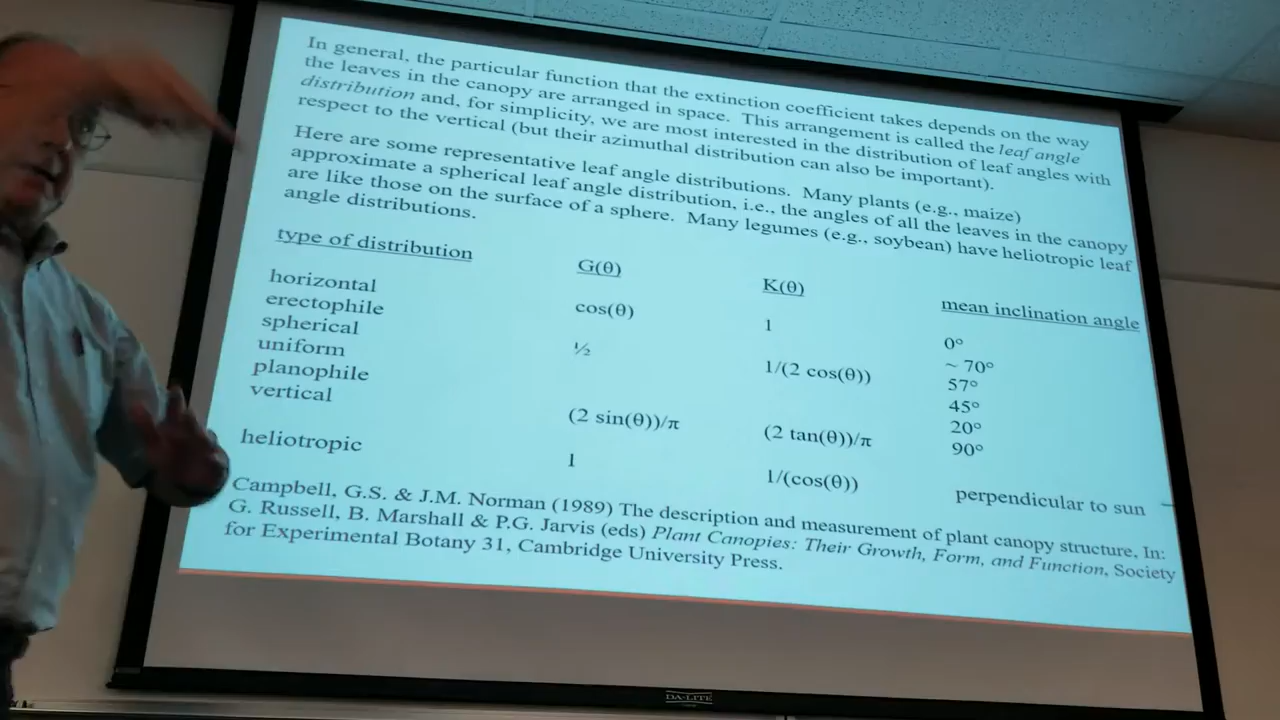 In general, the particular function that the extinction coefficient takes depends on the way
the leaves in the canopy are arranged in space. This arrangement is called the leaf angle
distribution and, for simplicity, we are most interested in the distribution of leaf angles with
respect to the vertical (but their azimuthal distribution can also be important).
Here are some representative leaf angle distributions. Many plants (e.g., maize)
approximate a spherical leaf angle distribution, i.e., the angles of all the leaves in the canopy
are like those on the surface of a sphere. Many legumes (e.g., soybean) have heliotropic leaf
angle distributions.
type of distribution G(θ) K(θ) mean inclination angle
horizontal cos(θ) 1 0°
erectophile ~ 70°
spherical ½ 1/(2 cos(θ)) 57°
uniform 45°
planophile 20°
vertical (2 sin(θ))/π (2 tan(θ))/π 90°
heliotropic 1 1/(cos(θ)) perpendicular to sun
Campbell, G.S. & J.M. Norman (1989) The description and measurement of plant canopy structure. In:
G. Russell, B. Marshall & P.G. Jarvis (eds) Plant Canopies: Their Growth, Form, and Function, Society
for Experimental Botany 31, Cambridge University Press.
DA-LITE